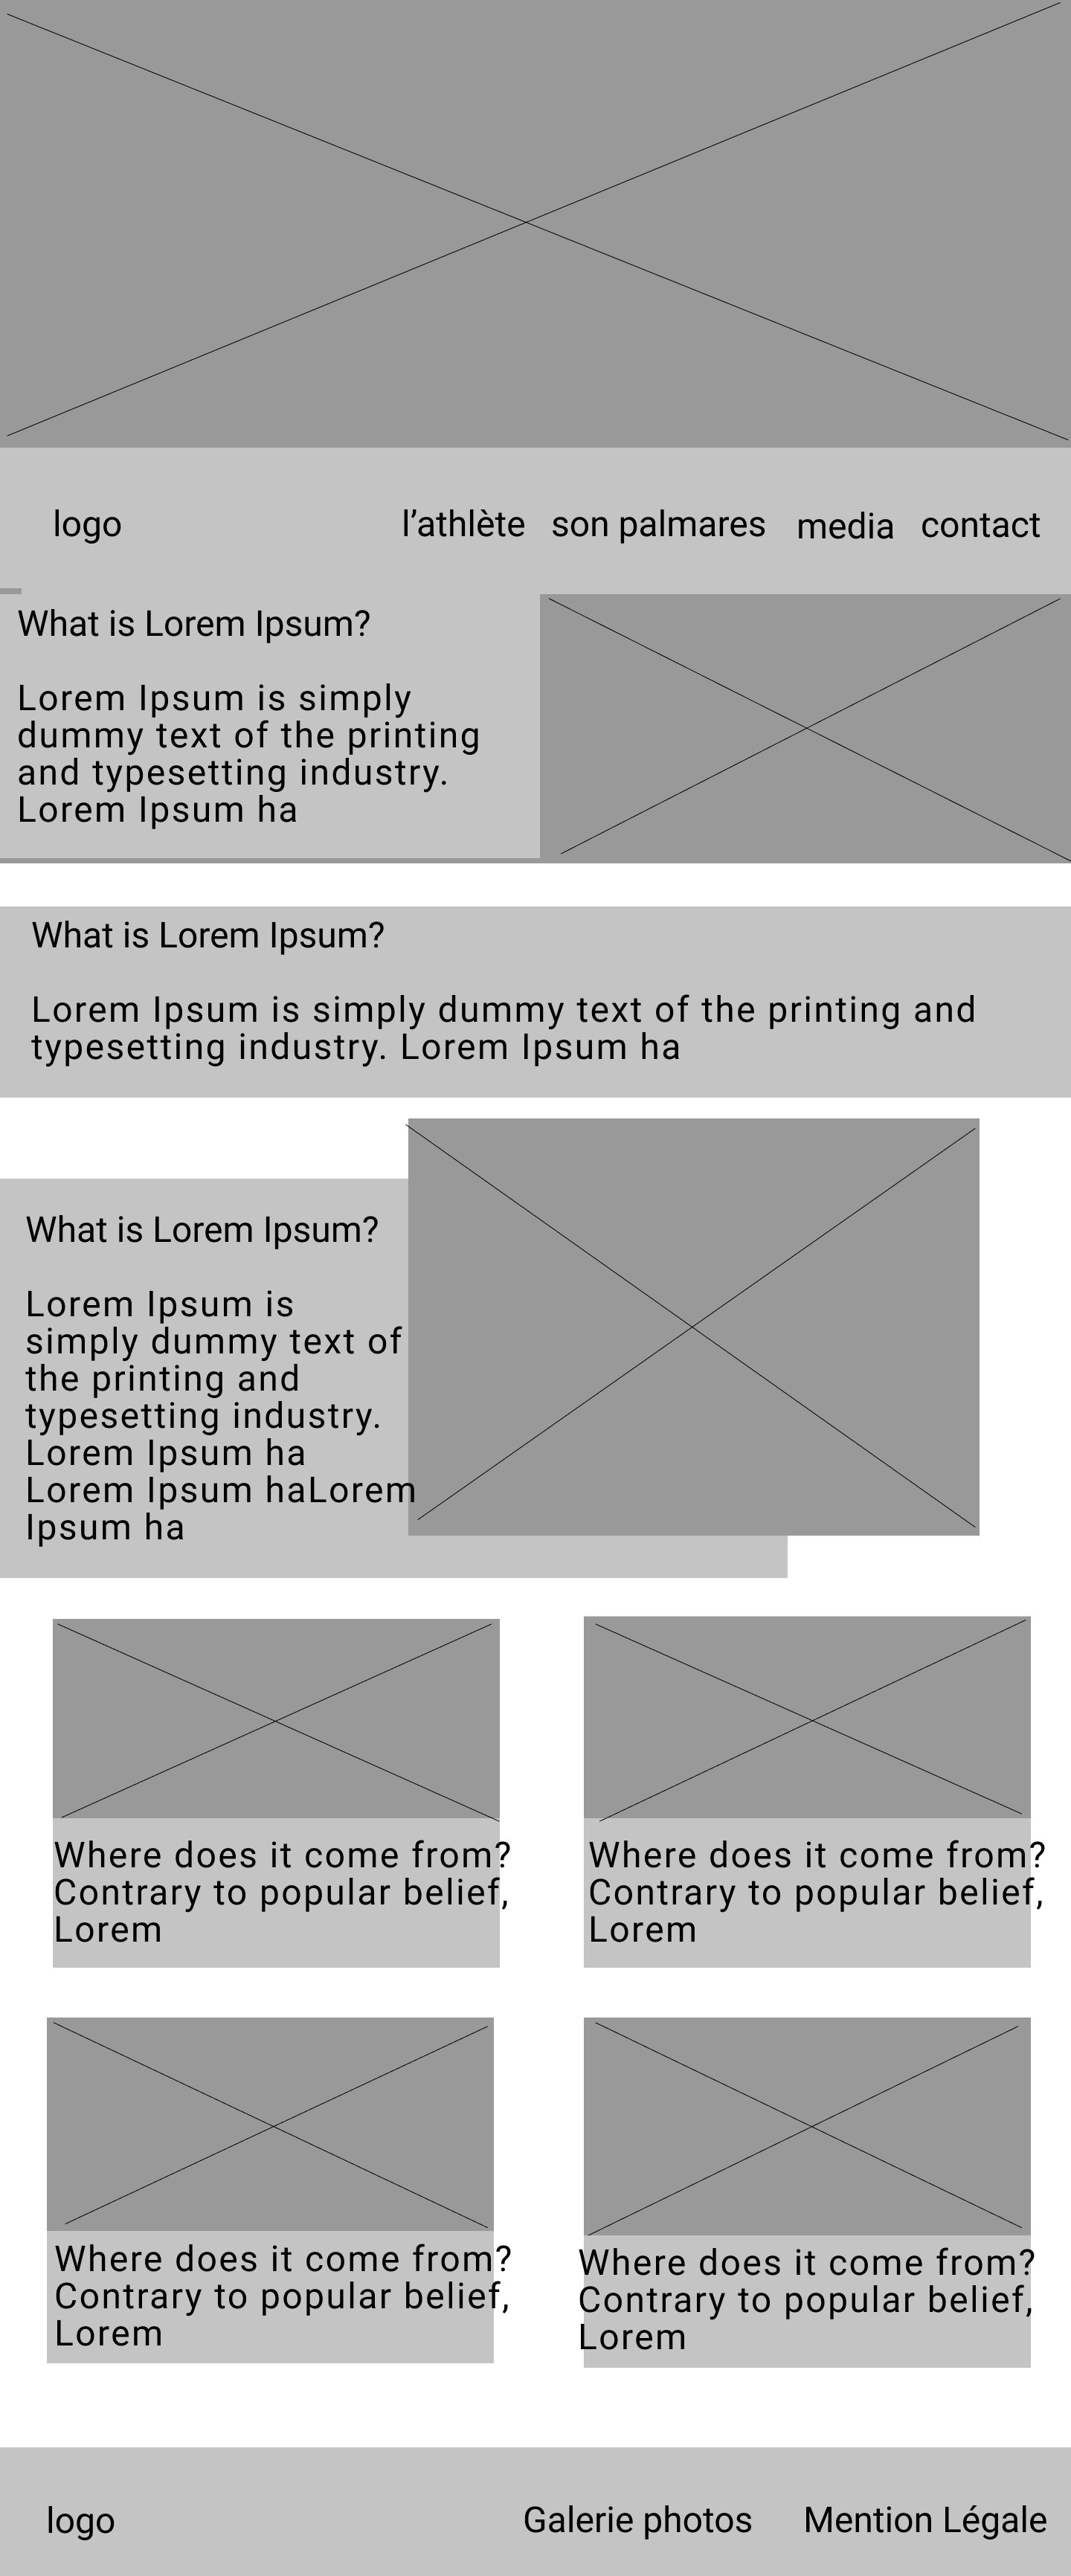 logo l’athlète son palmares media contact
What is Lorem Ipsum?
Lorem Ipsum is simply
dummy text of the printing
and typesetting industry.
Lorem Ipsum ha
What is Lorem Ipsum?
Lorem Ipsum is simply dummy text of the printing and
typesetting industry. Lorem Ipsum ha
What is Lorem Ipsum?
Lorem Ipsum is
simply dummy text of
the printing and
typesetting industry.
Lorem Ipsum ha
Lorem Ipsum haLorem
Ipsum ha
Where does it come from?
Contrary to popular belief,
Lorem
Where does it come from?
Contrary to popular belief,
Lorem
Where does it come from?
Contrary to popular belief,
Lorem
Where does it come from?
Contrary to popular belief,
Lorem
logo Galerie photos Mention Légale